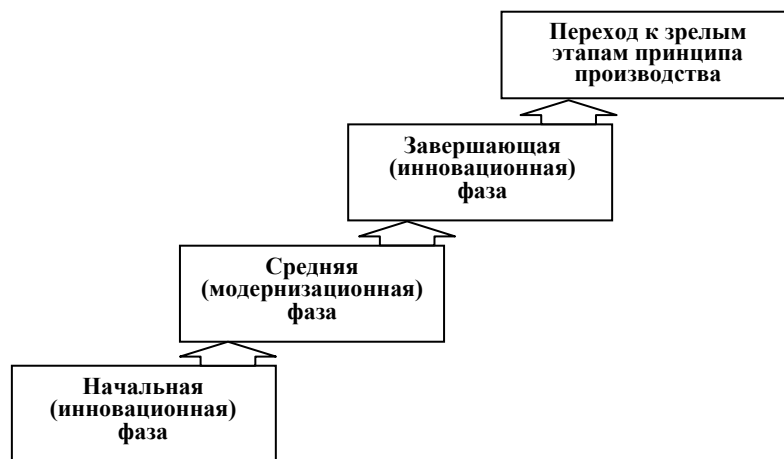 Переход к зрелым
этапам принципа
производства
Завершающая
(инновационная)
фаза
Средняя
(модернизационная)
фаза
Начальная
(инновационная)
фаза